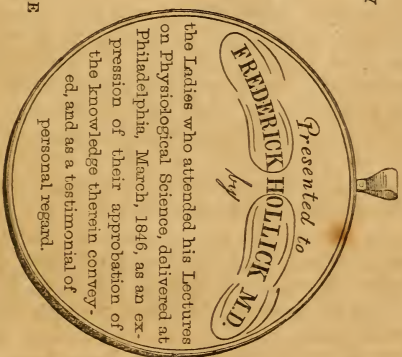 Presented to
FREDERICK HOLLICK M.D.
by
the Ladies who attended his Lectures
on Physiological Science, delivered at
Philadelphia, March, 1846, as an ex-
pression of their approbation of
the knowledge therein convey-
ed, and as a testimonial of
personal regard.